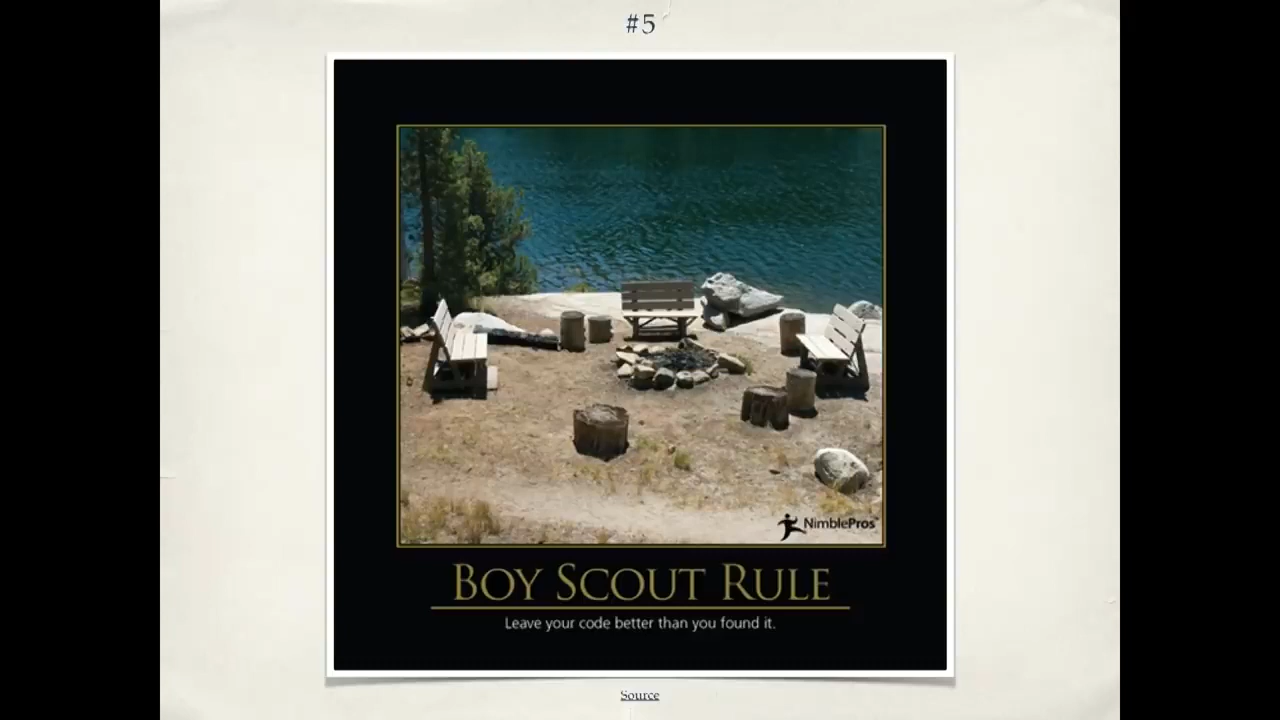 #5
NimblePros
BOY SCOUT RULE
Leave your code better than you found it.
Source